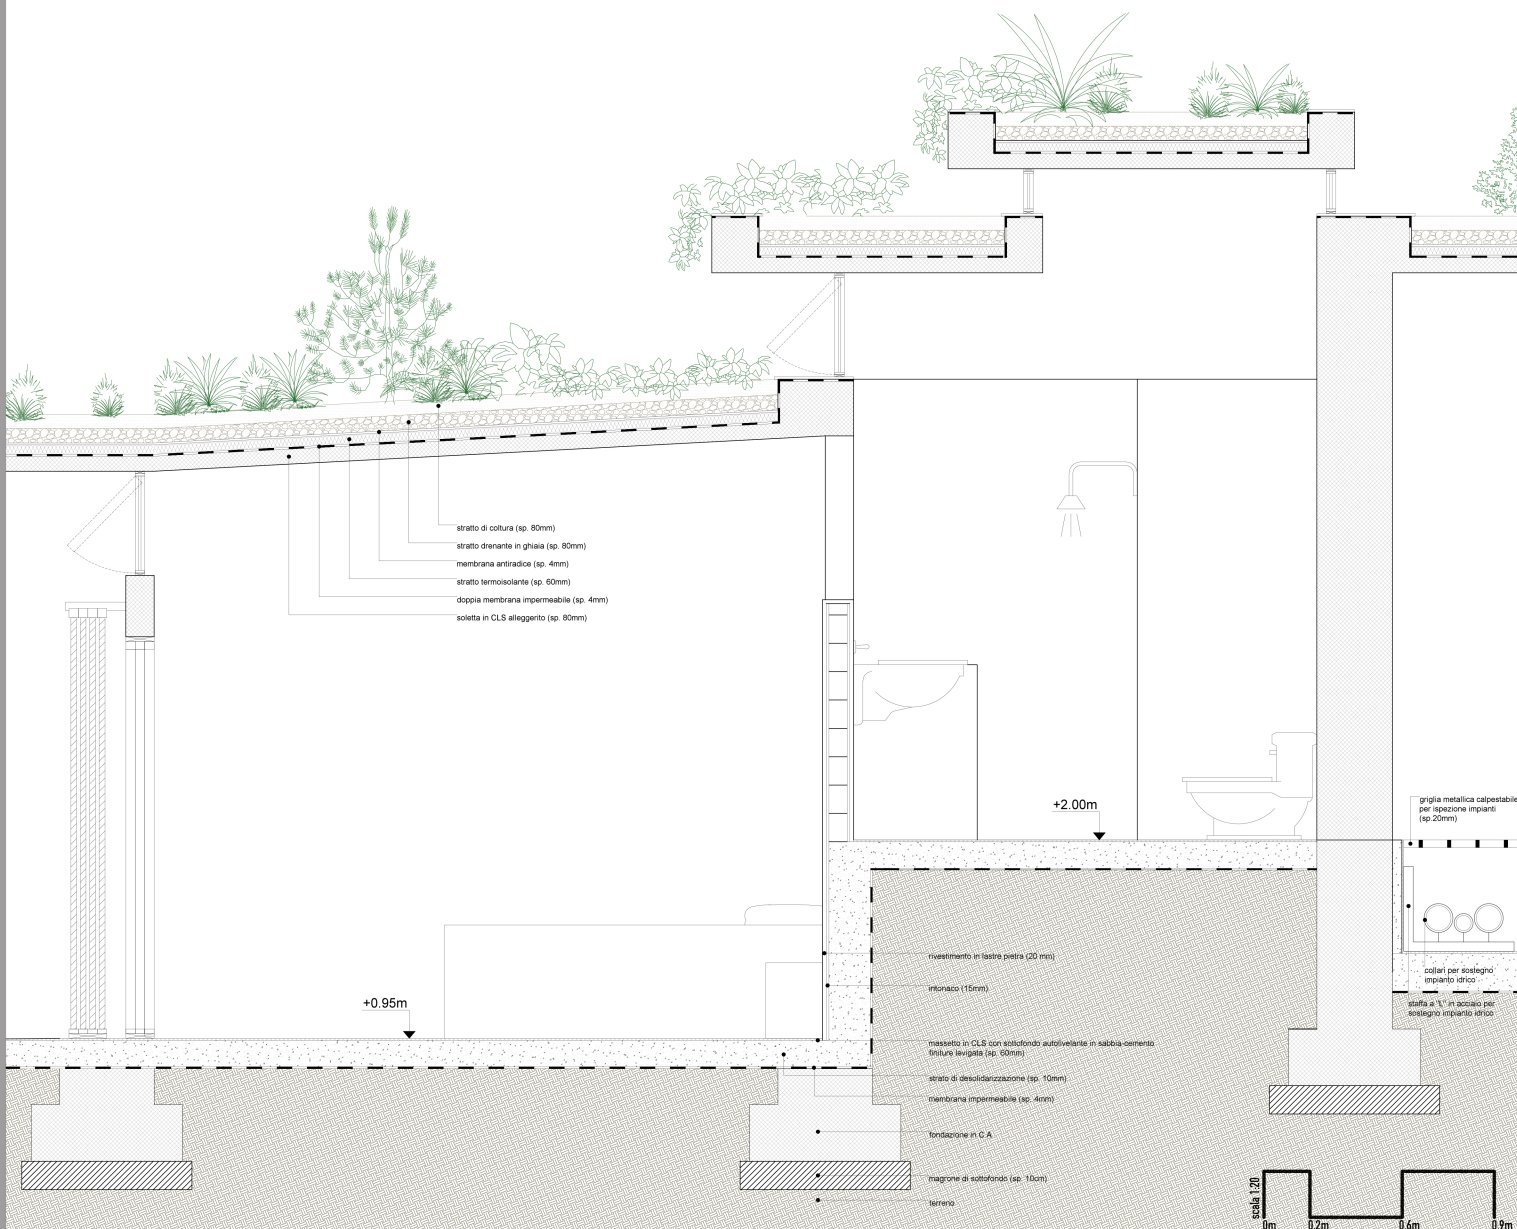 stratto di coltura (sp. 80mm)
stratto drenante in ghiaia (sp. 80mm)
membrana antiradice (sp. 4mm)
stratto termoisolante (sp. 60mm)
doppia membrana impermeabile (sp. 4mm)
soletta in CLS alleggerito (sp. 80mm)
+2.00m
griglia metallica calpestabile
per ispezione impianti
(sp.20mm)
+0.95m
rivestimento in lastre pietra (20 mm)
intonaco (15mm)
collari per sostegno
impianto idrico
staffa a "L" in acciaio per
sostegno impianto idrico
massetto in CLS con sottofondo autolivelante in sabbia-cemento
finiture levigata (sp. 60mm)
strato di desolidarizzazione (sp. 10mm)
membrana impermeabile (sp. 4mm)
fondazione in C.A
magrone di sottofondo (sp. 10cm)
terreno
scala 1:20
0m 0.2m 0.6m 0.9m